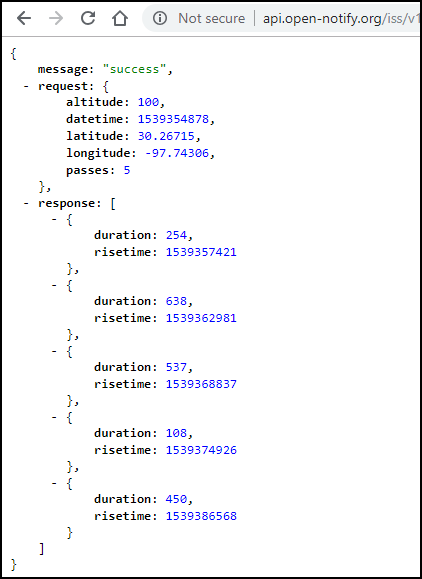 Not secure | api.open-notify.org/iss/v1
{
message: "success",
- request: {
altitude: 100,
datetime: 1539354878,
latitude: 30.26715,
longitude: -97.74306,
passes: 5
},
- response: [
- {
duration: 254,
risetime: 1539357421
},
- {
duration: 638,
risetime: 1539362981
},
- {
duration: 537,
risetime: 1539368837
},
- {
duration: 108,
risetime: 1539374926
},
- {
duration: 450,
risetime: 1539386568
}
]
}